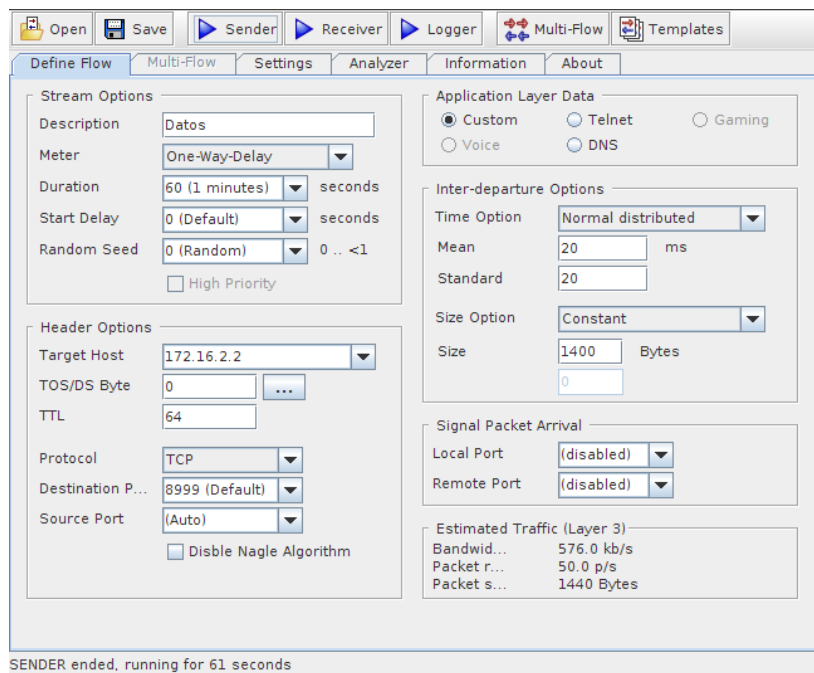 Open Save Sender Receiver Logger Multi-Flow Templates
Define Flow Multi-Flow Settings Analyzer Information About
Stream Options
Description Datos
Meter One-Way-Delay
Duration 60 (1 minutes) seconds
Start Delay 0 (Default) seconds
Random Seed 0 (Random) 0 .. <1
High Priority
Header Options
Target Host 172.16.2.2
TOS/DS Byte 0 ...
TTL 64
Protocol TCP
Destination P... 8999 (Default)
Source Port (Auto)
Disble Nagle Algorithm
Application Layer Data
Custom Telnet Gaming
Voice DNS
Inter-departure Options
Time Option Normal distributed
Mean 20 ms
Standard 20
Size Option Constant
Size 1400 Bytes
0
Signal Packet Arrival
Local Port (disabled)
Remote Port (disabled)
Estimated Traffic (Layer 3)
Bandwid... 576.0 kb/s
Packet r... 50.0 p/s
Packet s... 1440 Bytes
SENDER ended, running for 61 seconds